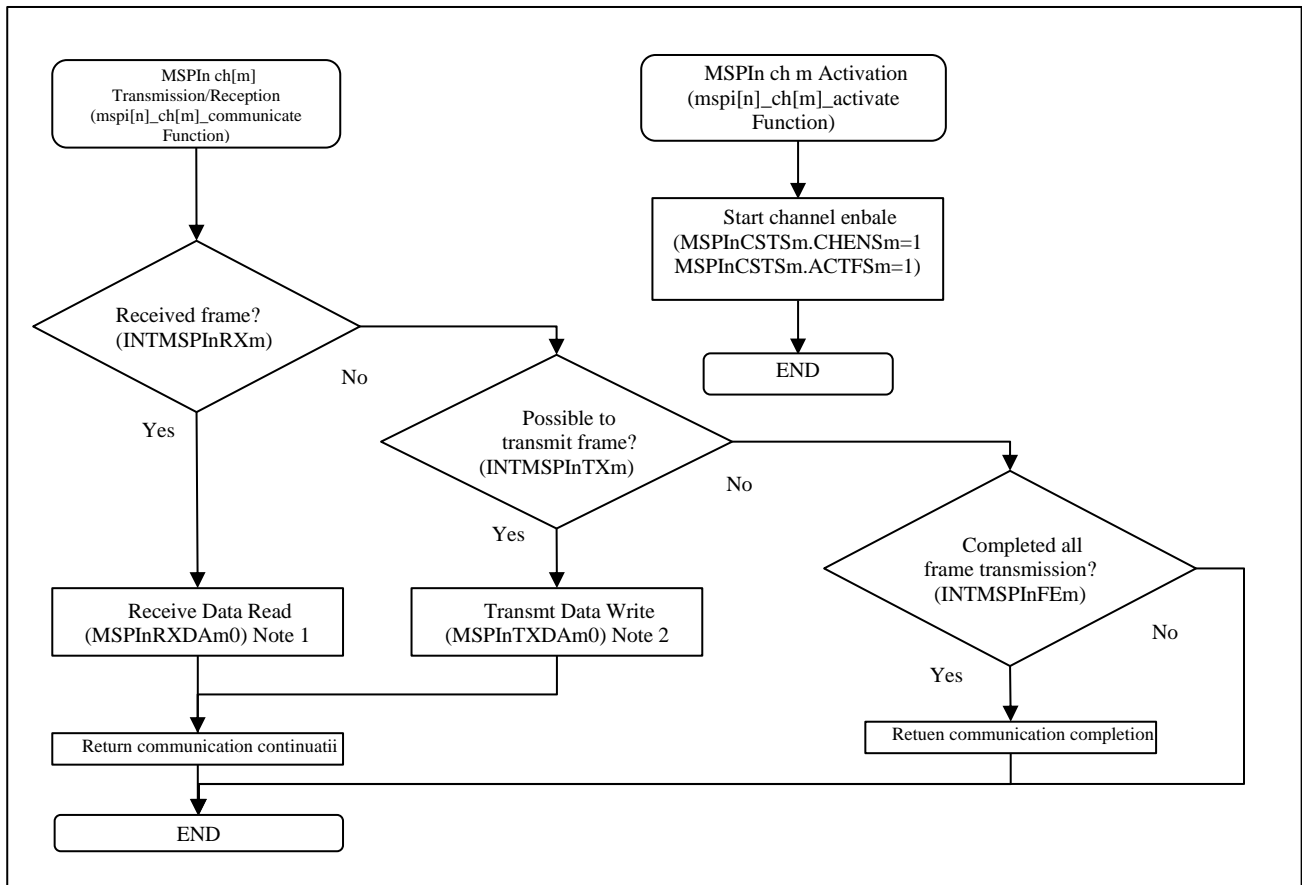 MSPIn ch[m]
Transmission/Reception
(mspi[n]_ch[m]_communicate
Function)
MSPIn ch m Activation
(mspi[n]_ch[m]_activate
Function)
Start channel enbale
(MSPInCSTSm.CHENSm=1
MSPInCSTSm.ACTFSm=1)
END
Received frame?
(INTMSPInRXm)
No
Yes
Possible to
transmit frame?
(INTMSPInTXm)
No
Yes
Completed all
frame transmission?
(INTMSPInFEm)
No
Yes
Receive Data Read
(MSPInRXDAm0) Note 1
Transmt Data Write
(MSPInTXDAm0) Note 2
Return communication continuatii
Retuen communication completion
END